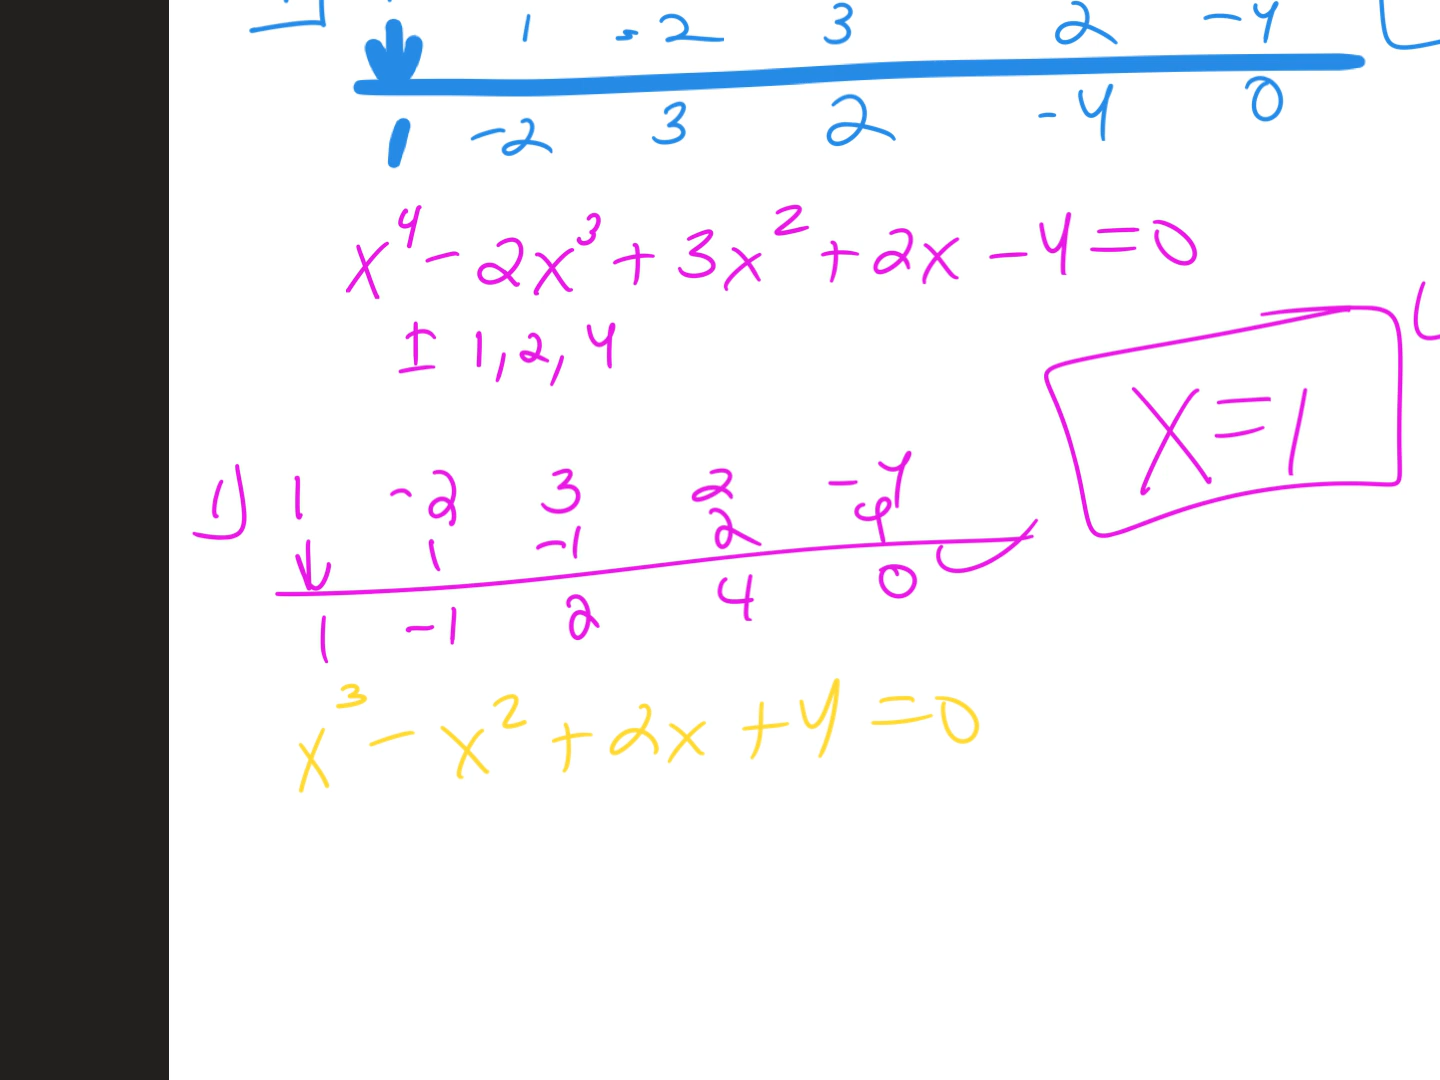 1 -2 3 2 -4
1 -2 3 2 -4 0
x⁴ - 2x³ + 3x² + 2x - 4 = 0
± 1, 2, 4
x = 1
1) 1 -2 3 2 -4
1 -1 2 4
1 -1 2 4 0
x³ - x² + 2x + 4 = 0